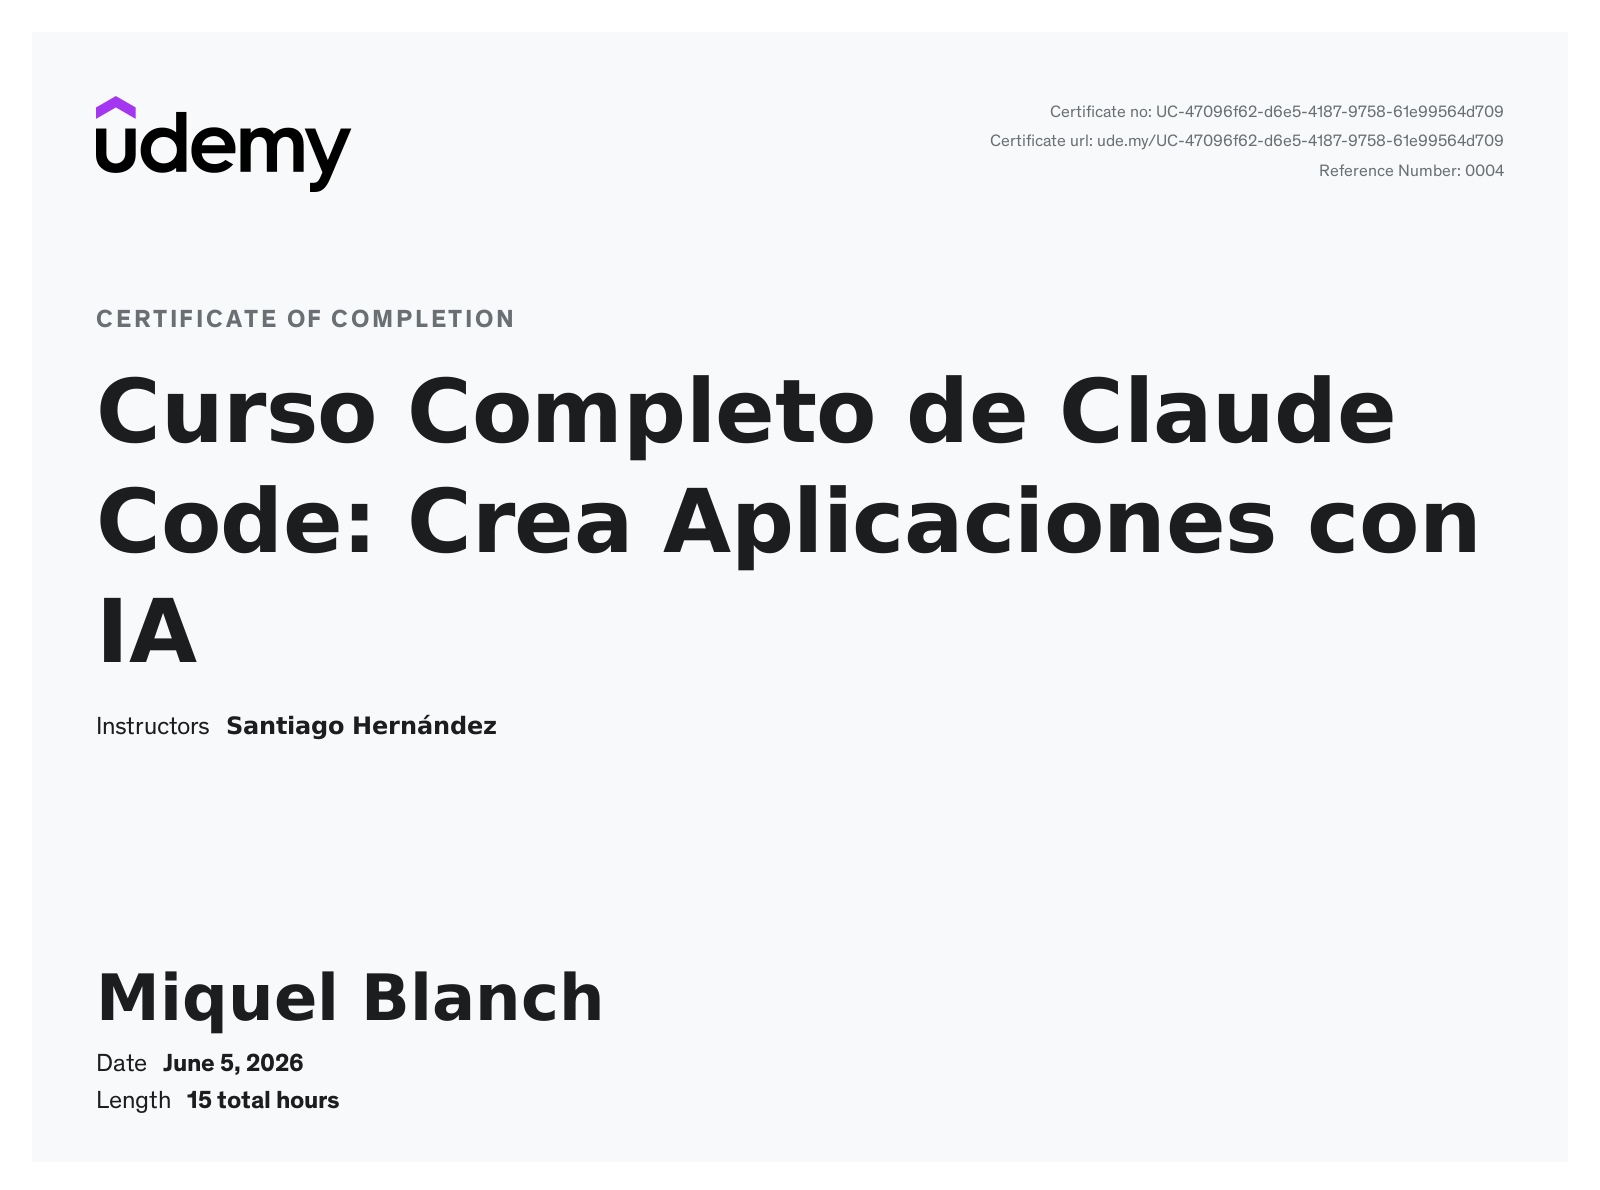 udemy
Certificate no: UC-47096f62-d6e5-4187-9758-61e99564d709
Certificate url: ude.my/UC-47096f62-d6e5-4187-9758-61e99564d709
Reference Number: 0004
CERTIFICATE OF COMPLETION
Curso Completo de Claude
Code: Crea Aplicaciones con
IA
Instructors Santiago Hernández
Miquel Blanch
Date June 5, 2026
Length 15 total hours